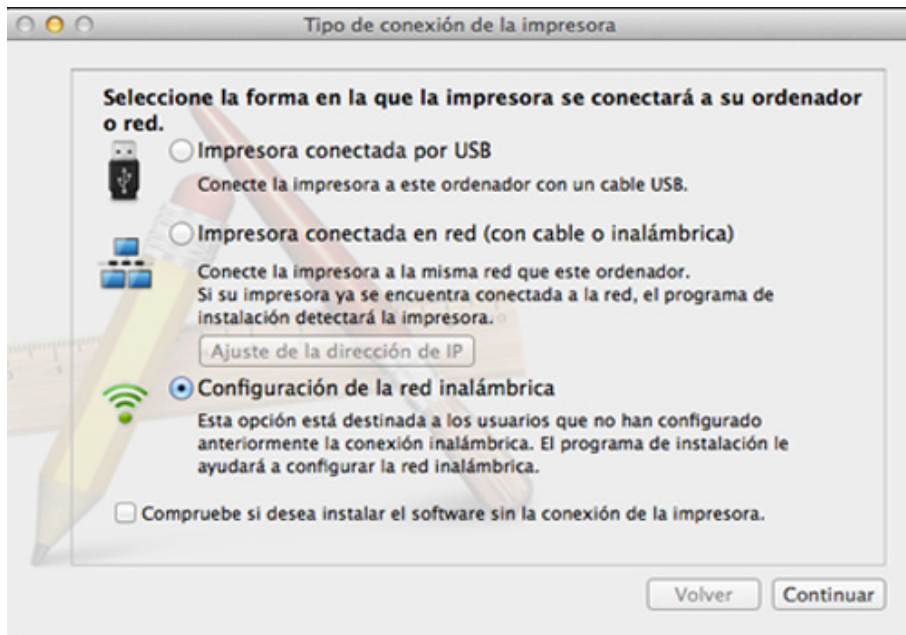 Tipo de conexión de la impresora
Seleccione la forma en la que la impresora se conectará a su ordenador
o red.
Impresora conectada por USB
Conecte la impresora a este ordenador con un cable USB.
Impresora conectada en red (con cable o inalámbrica)
Conecte la impresora a la misma red que este ordenador.
Si su impresora ya se encuentra conectada a la red, el programa de
instalación detectará la impresora.
Ajuste de la dirección de IP
Configuración de la red inalámbrica
Esta opción está destinada a los usuarios que no han configurado
anteriormente la conexión inalámbrica. El programa de instalación le
ayudará a configurar la red inalámbrica.
Compruebe si desea instalar el software sin la conexión de la impresora.
Volver
Continuar